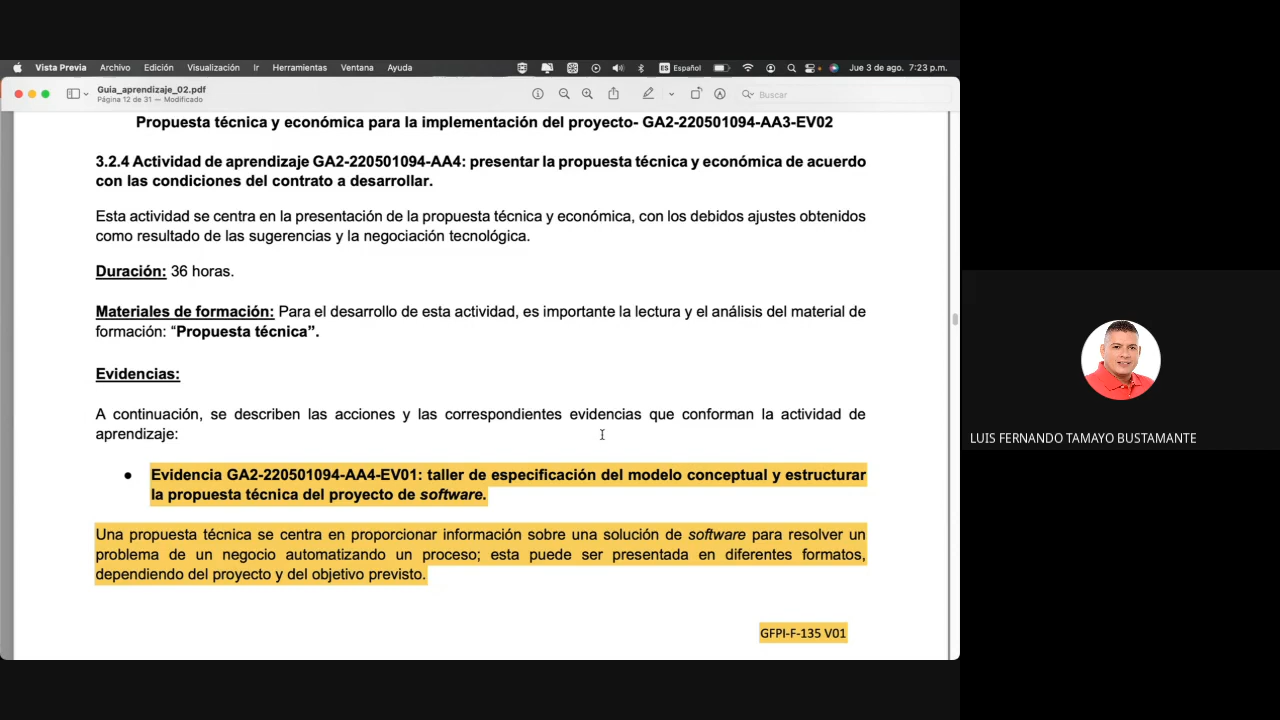 Vista Previa Archivo Edición Visualización Ir Herramientas Ventana Ayuda ES Español Jue 3 de ago. 7:23 p.m.
Guia_aprendizaje_02.pdf
Página 12 de 31 — Modificado
Buscar
Propuesta técnica y económica para la implementación del proyecto- GA2-220501094-AA3-EV02
3.2.4 Actividad de aprendizaje GA2-220501094-AA4: presentar la propuesta técnica y económica de acuerdo
con las condiciones del contrato a desarrollar.
Esta actividad se centra en la presentación de la propuesta técnica y económica, con los debidos ajustes obtenidos
como resultado de las sugerencias y la negociación tecnológica.
Duración: 36 horas.
Materiales de formación: Para el desarrollo de esta actividad, es importante la lectura y el análisis del material de
formación: “Propuesta técnica”.
Evidencias:
A continuación, se describen las acciones y las correspondientes evidencias que conforman la actividad de
aprendizaje:
● Evidencia GA2-220501094-AA4-EV01: taller de especificación del modelo conceptual y estructurar
la propuesta técnica del proyecto de software.
Una propuesta técnica se centra en proporcionar información sobre una solución de software para resolver un
problema de un negocio automatizando un proceso; esta puede ser presentada en diferentes formatos,
dependiendo del proyecto y del objetivo previsto.
GFPI-F-135 V01
LUIS FERNANDO TAMAYO BUSTAMANTE